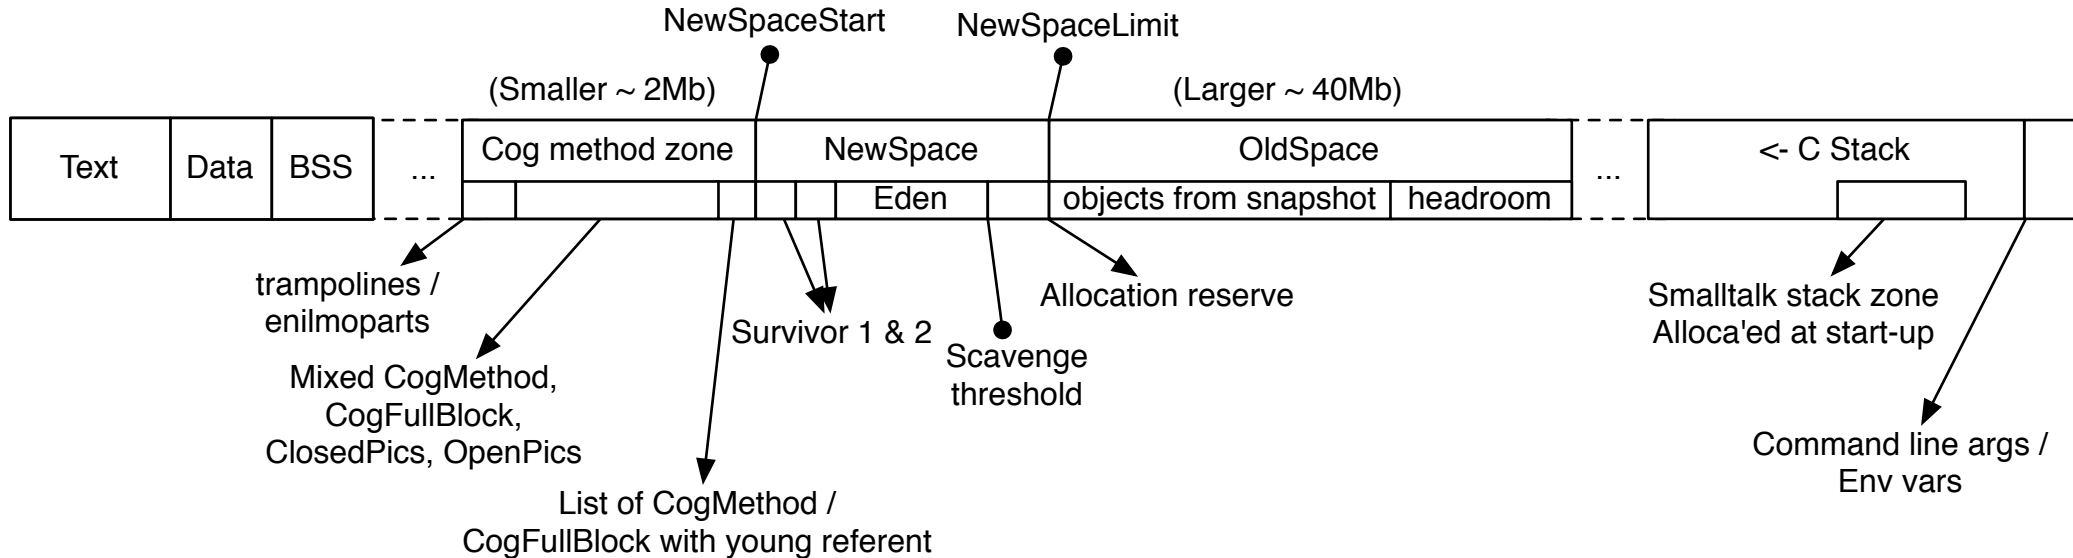 NewSpaceStart
NewSpaceLimit
(Smaller ~ 2Mb)
(Larger ~ 40Mb)
Text
Data
BSS
...
Cog method zone
NewSpace
OldSpace
...
<- C Stack
Eden
objects from snapshot
headroom
trampolines /
enilmoparts
Survivor 1 & 2
Allocation reserve
Smalltalk stack zone
Alloca'ed at start-up
Scavenge
threshold
Mixed CogMethod,
CogFullBlock,
ClosedPics, OpenPics
Command line args /
Env vars
List of CogMethod /
CogFullBlock with young referent